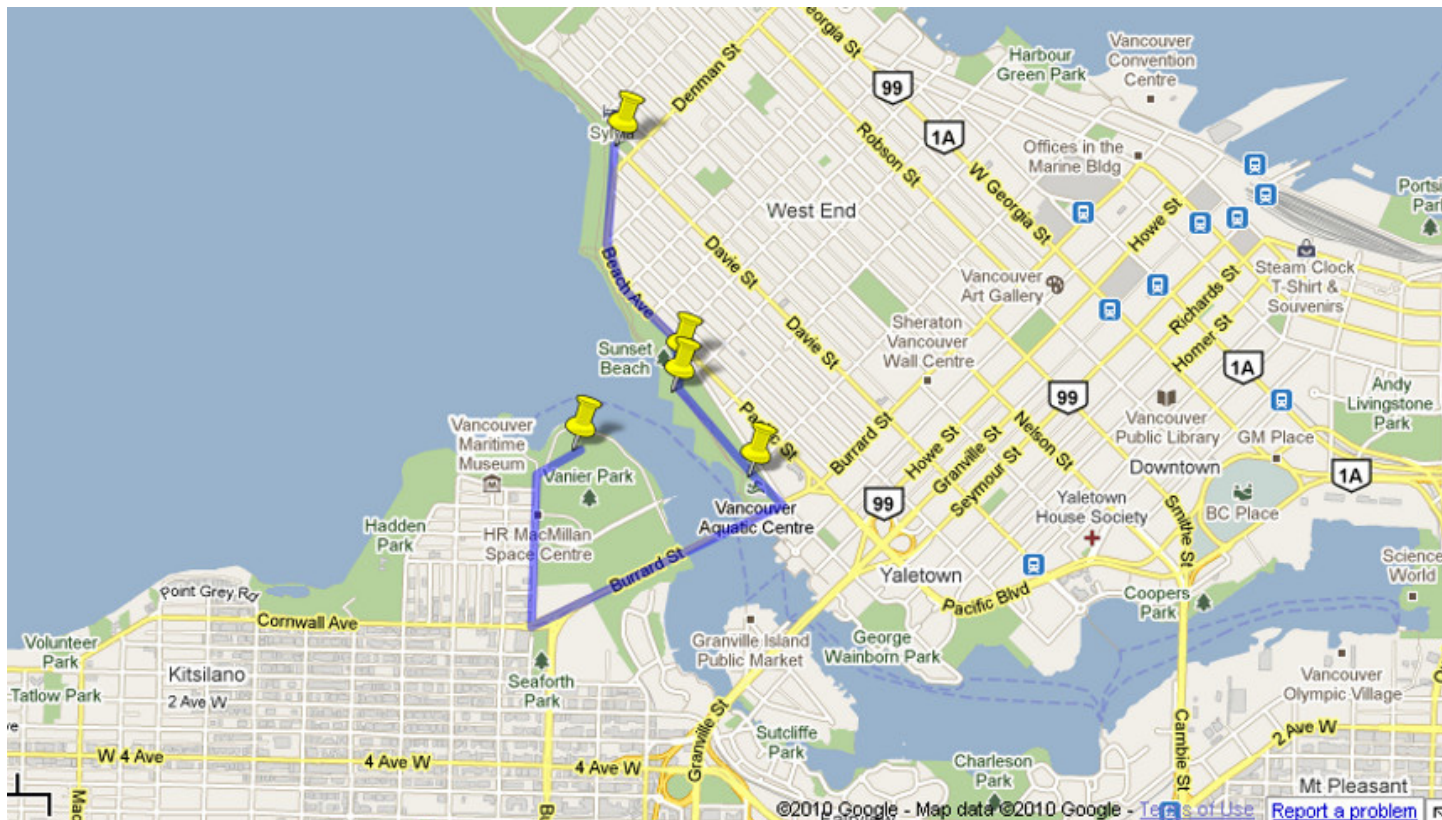 Georgia St
Harbour
Green Park
Vancouver
Convention
Centre
Denman St
99
1A
Robson St
Offices in the
Marine Bldg
W Georgia St
West End
Howe St
Davie St
Beach Ave
Vancouver
Art Gallery
Richards St
Steam Clock
T-Shirt &
Souvenirs
Homer St
Davie St
Sheraton
Vancouver
Wall Centre
Sunset
Beach
1A
99
Andy
Livingstone
Park
Vancouver
Public Library
GM Place
Vancouver
Maritime
Museum
Pacific St
Burrard St
Howe St
Granville St
Seymour St
Nelson St
Downtown
1A
Vanier Park
99
Vancouver
Aquatic Centre
Yaletown
House Society
BC Place
Smithe St
Hadden
Park
HR MacMillan
Space Centre
Burrard St
Yaletown
Pacific Blvd
Coopers
Park
Science
World
Point Grey Rd
Cornwall Ave
Volunteer
Park
Granville Island
Public Market
George
Wainborn Park
Kitsilano
2 Ave W
Tatlow Park
Seaforth
Park
Vancouver
Olympic Village
Granville St
Sutcliffe
Park
Cambie St
2 Ave W
W 4 Ave
4 Ave W
4 Ave W
Charleson
Park
Mt Pleasant
©2010 Google - Map data ©2010 Google - Terms of Use
Report a problem